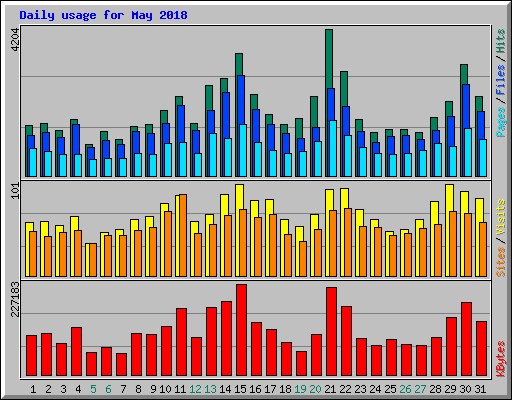 Daily usage for May 2018
4204
Pages / Files / Hits
101
Sites / Visits
227183
KBytes
1 2 3 4 5 6 7 8 9 10 11 12 13 14 15 16 17 18 19 20 21 22 23 24 25 26 27 28 29 30 31